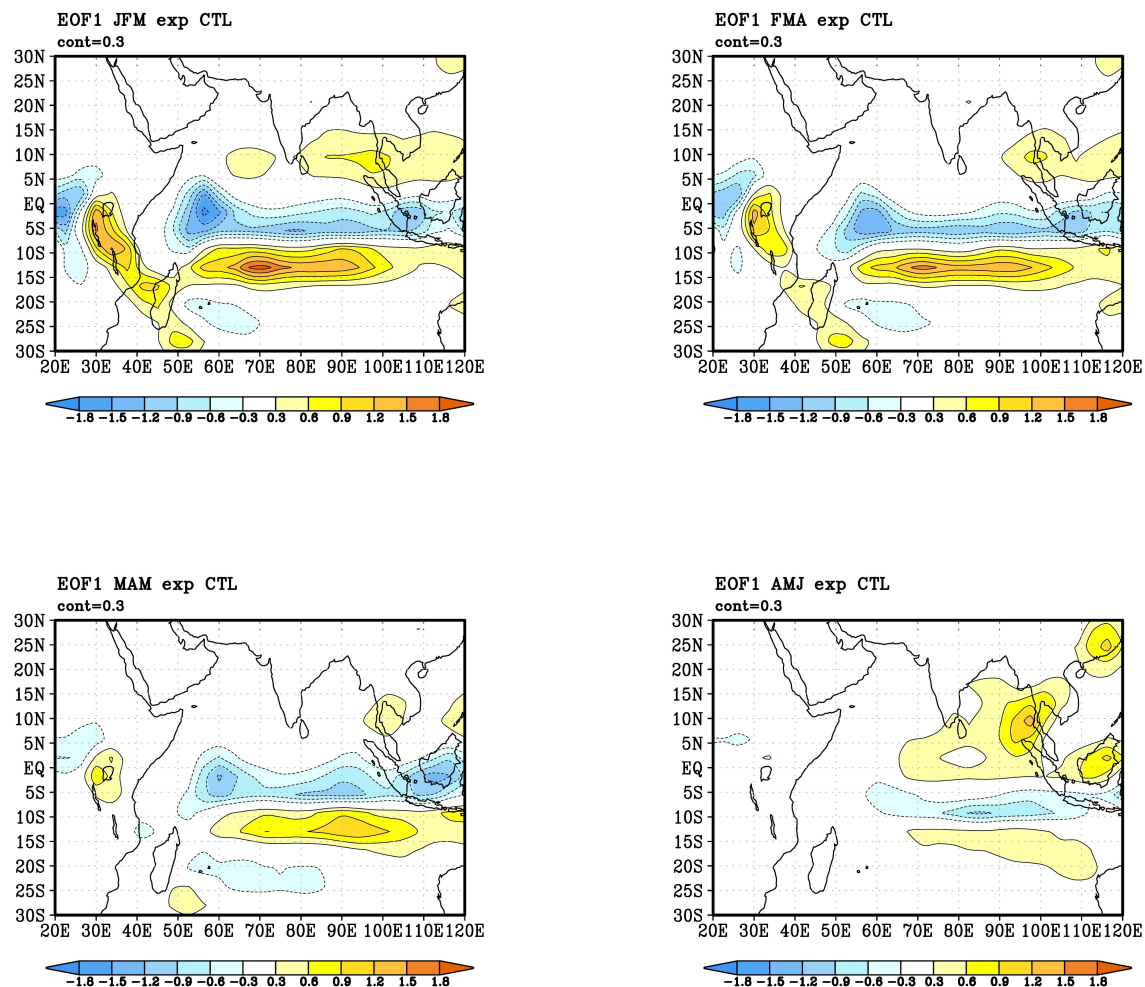 EOF1 JFM exp CTL
cont=0.3
30N
25N
20N
15N
10N
5N
EQ
5S
10S
15S
20S
25S
30S
20E 30E 40E 50E 60E 70E 80E 90E 100E 110E 120E
-1.8 -1.5 -1.2 -0.9 -0.6 -0.3 0.3 0.6 0.9 1.2 1.5 1.8
EOF1 FMA exp CTL
cont=0.3
30N
25N
20N
15N
10N
5N
EQ
5S
10S
15S
20S
25S
30S
20E 30E 40E 50E 60E 70E 80E 90E 100E 110E 120E
-1.8 -1.5 -1.2 -0.9 -0.6 -0.3 0.3 0.6 0.9 1.2 1.5 1.8
EOF1 MAM exp CTL
cont=0.3
30N
25N
20N
15N
10N
5N
EQ
5S
10S
15S
20S
25S
30S
20E 30E 40E 50E 60E 70E 80E 90E 100E 110E 120E
-1.8 -1.5 -1.2 -0.9 -0.6 -0.3 0.3 0.6 0.9 1.2 1.5 1.8
EOF1 AMJ exp CTL
cont=0.3
30N
25N
20N
15N
10N
5N
EQ
5S
10S
15S
20S
25S
30S
20E 30E 40E 50E 60E 70E 80E 90E 100E 110E 120E
-1.8 -1.5 -1.2 -0.9 -0.6 -0.3 0.3 0.6 0.9 1.2 1.5 1.8